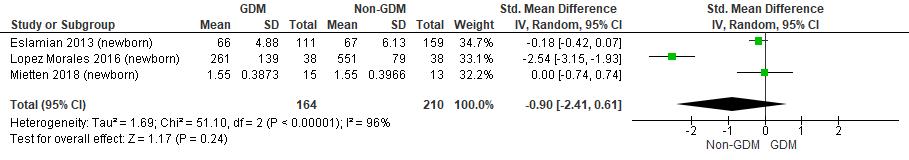 GDM Non-GDM Std. Mean Difference Std. Mean Difference
Study or Subgroup Mean SD Total Mean SD Total Weight IV, Random, 95% CI IV, Random, 95% CI
Eslamian 2013 (newborn) 66 4.88 111 67 6.13 159 34.7% -0.18 [-0.42, 0.07]
Lopez Morales 2016 (newborn) 261 139 38 551 79 38 33.1% -2.54 [-3.15, -1.93]
Mietten 2018 (newborn) 1.55 0.3873 15 1.55 0.3966 13 32.2% 0.00 [-0.74, 0.74]
Total (95% CI) 164 210 100.0% -0.90 [-2.41, 0.61]
Heterogeneity: Tau² = 1.69; Chi² = 51.10, df = 2 (P < 0.00001); I² = 96%
Test for overall effect: Z = 1.17 (P = 0.24)
-2 -1 0 1 2
Non-GDM GDM